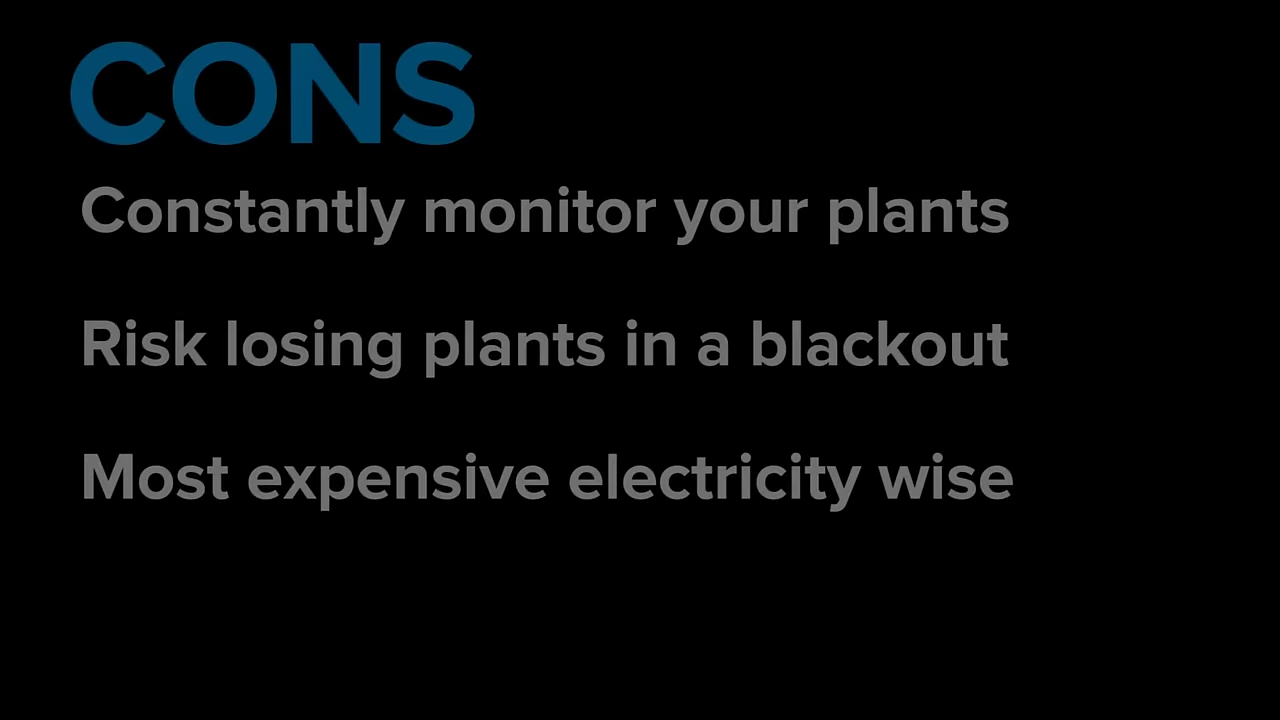 CONS
Constantly monitor your plants
Risk losing plants in a blackout
Most expensive electricity wise